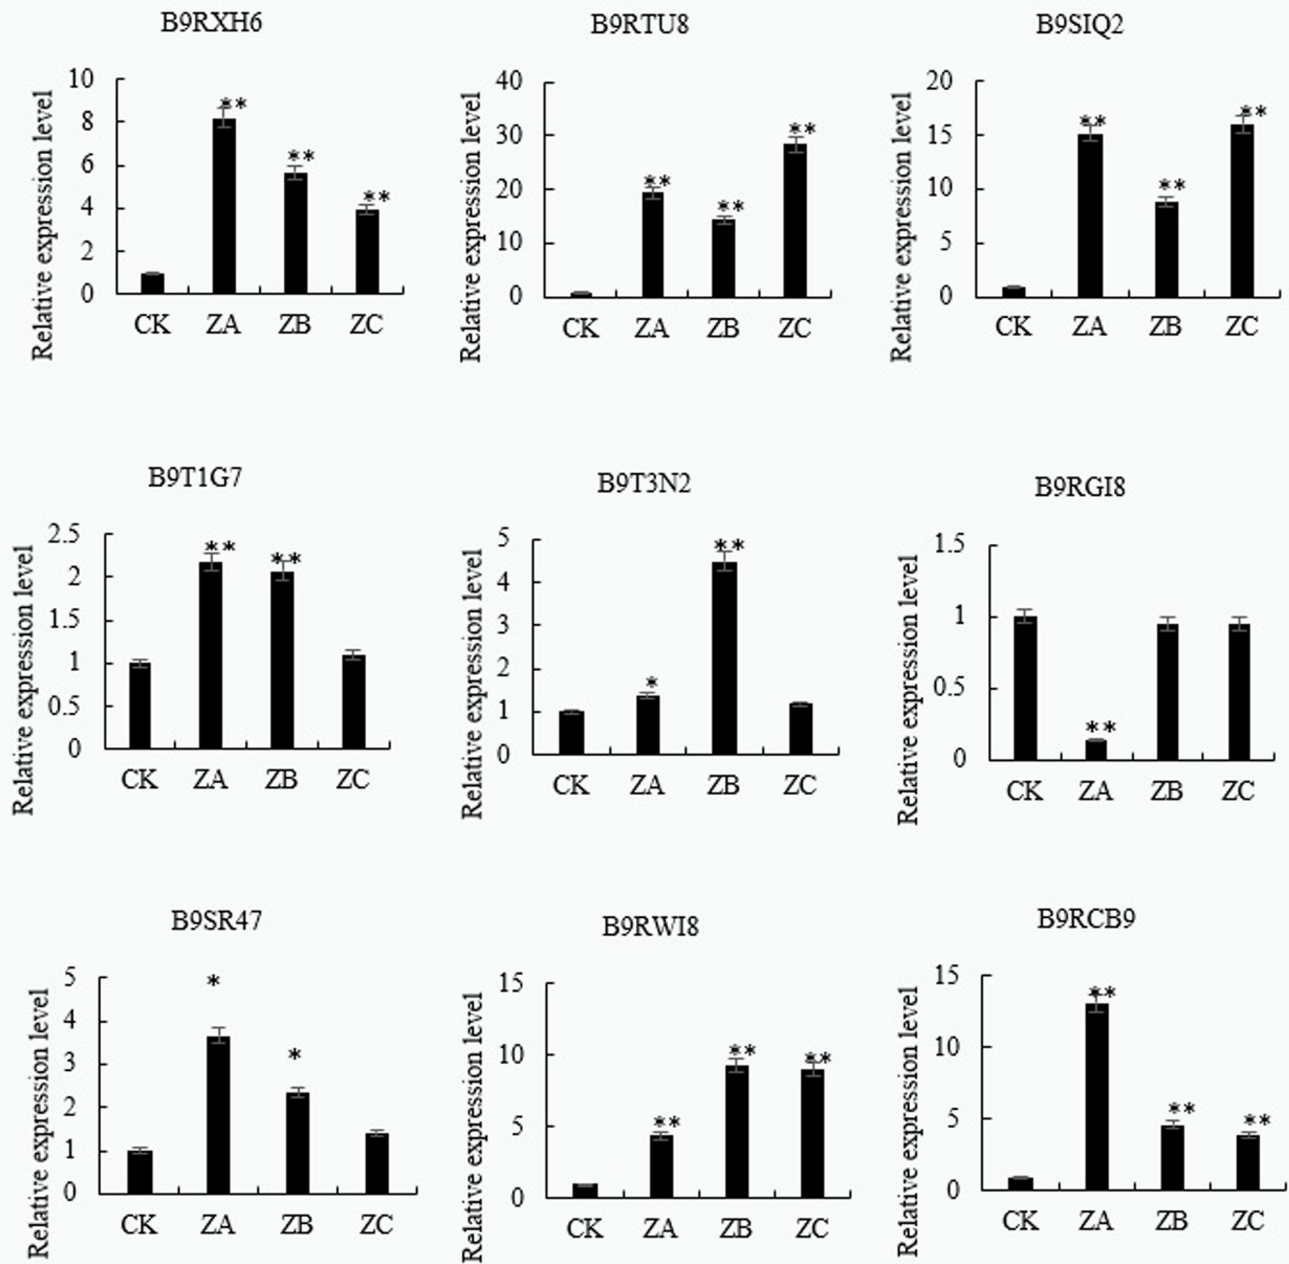 B9RXH6
Relative expression level
10
8
6
4
2
0
**
**
**
CK ZA ZB ZC
B9RTU8
Relative expression level
40
30
20
10
0
**
**
**
CK ZA ZB ZC
B9SIQ2
Relative expression level
20
15
10
5
0
**
**
**
CK ZA ZB ZC
B9T1G7
Relative expression level
2.5
2
1.5
1
0.5
0
**
**
CK ZA ZB ZC
B9T3N2
Relative expression level
5
4
3
2
1
0
*
**
CK ZA ZB ZC
B9RGI8
Relative expression level
1.5
1
0.5
0
**
CK ZA ZB ZC
B9SR47
Relative expression level
5
4
3
2
1
0
*
*
CK ZA ZB ZC
B9RWI8
Relative expression level
15
10
5
0
**
**
**
CK ZA ZB ZC
B9RCB9
Relative expression level
15
10
5
0
**
**
**
CK ZA ZB ZC